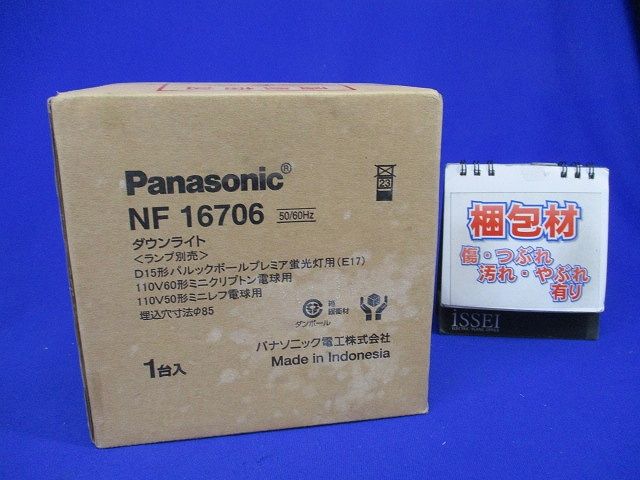 Panasonic®
NF 16706 50/60Hz
ダウンライト
<ランプ別売>
D15形パルックボールプレミア蛍光灯用(E17)
110V60形ミニクリプトン電球用
110V50形ミニレフ電球用
埋込穴寸法Φ85
23
ダンボール
箱
緩衝材
パナソニック電工株式会社
Made in Indonesia
1台入
梱包材
傷・つぶれ
汚れ・やぶれ
有り
iSSEI